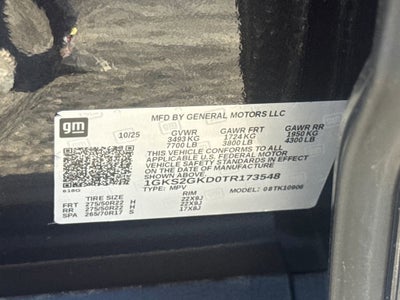 gm
MFD BY GENERAL MOTORS LLC
10/25 GVWR GAWR FRT GAWR RR
3493 KG 1724 KG 1950 KG
7700 LB 3800 LB 4300 LB
THIS VEHICLE CONFORMS TO ALL
APPLICABLE U.S. FEDERAL MOTOR
VEHICLE SAFETY STANDARDS IN EFFECT
ON THE DATE OF MANUFACTURE
SHOWN ABOVE.
1GKS2GKD0TR173548
TYPE: MPV MODEL: 08TK10906
TIRE SIZE RIM
FRT 275/50R22 H 22X9J
RR 275/50R22 H 22X9J
SPA 265/70R17 S 17X8J